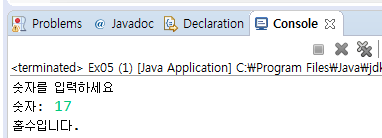 Problems @ Javadoc Declaration Console
<terminated> Ex05 (1) [Java Application] C:₩Program Files₩Java₩jdk
숫자를 입력하세요
숫자: 17
홀수입니다.